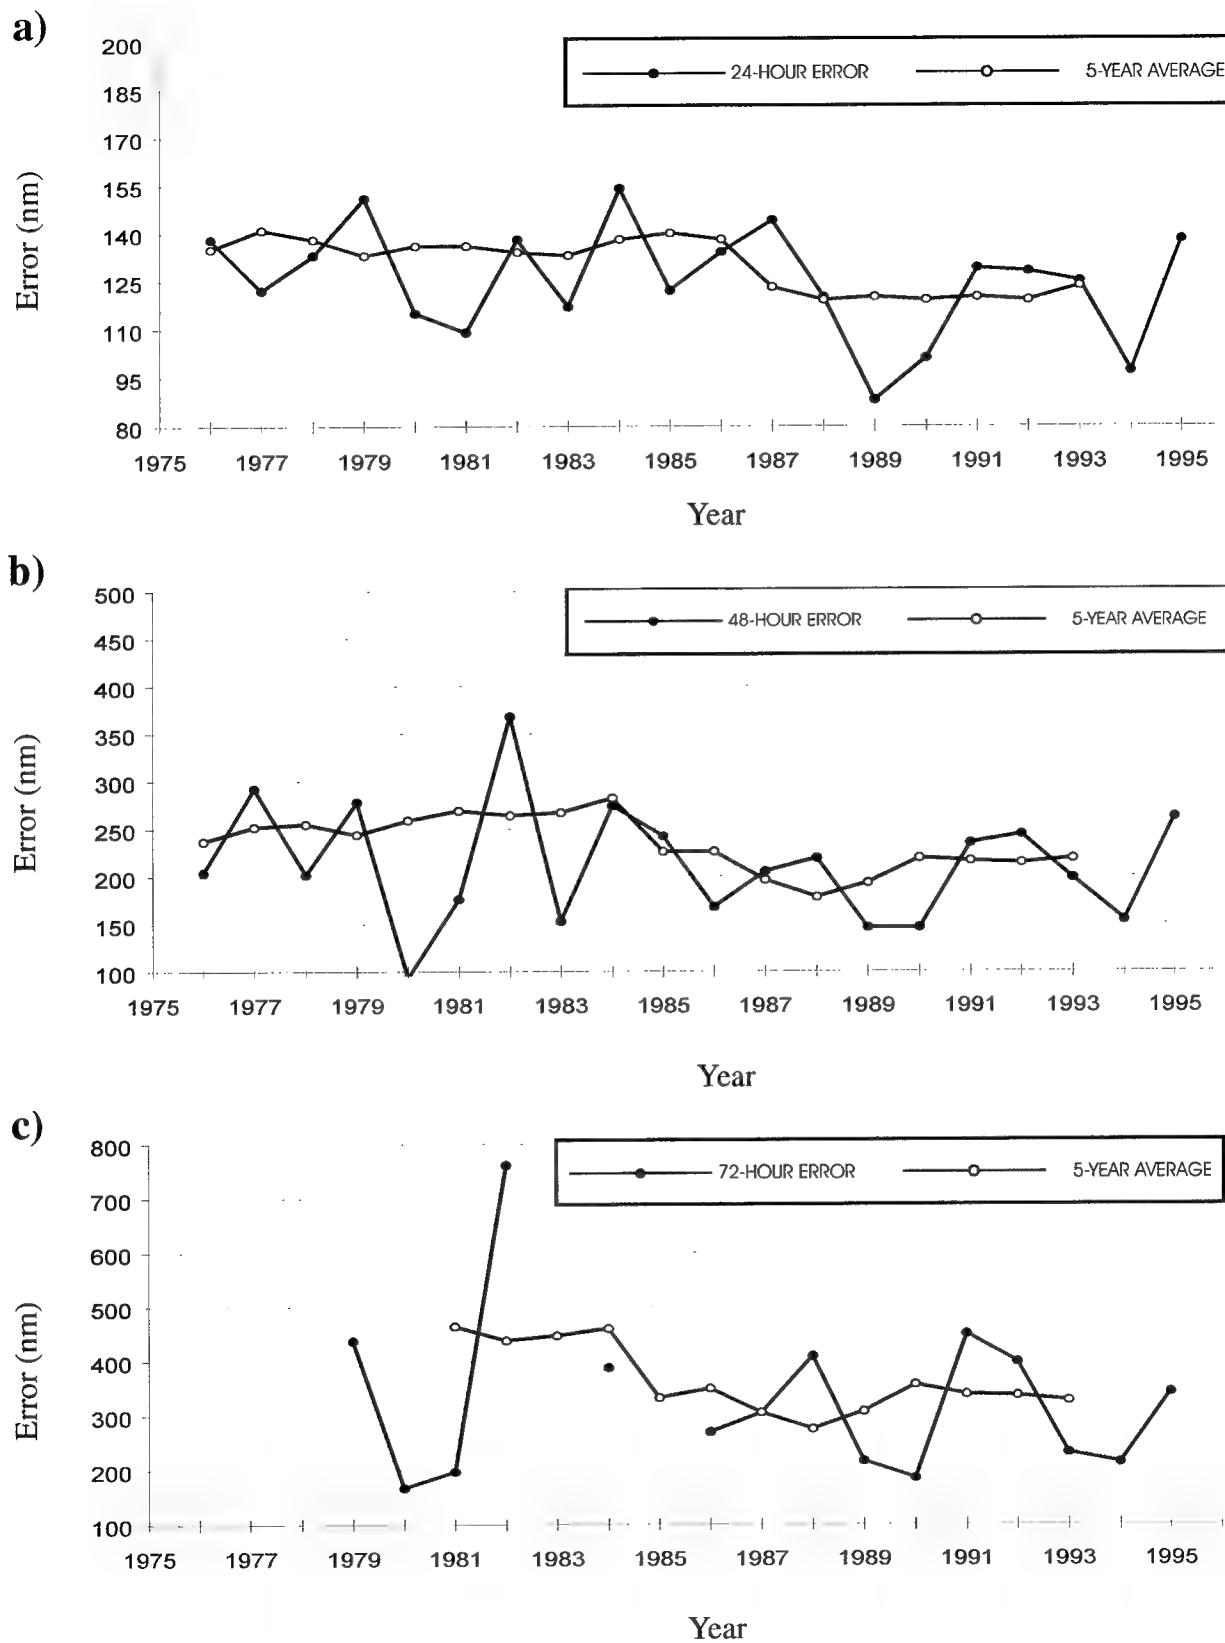 a)
24-HOUR ERROR 5-YEAR AVERAGE
Error (nm)
200
185
170
155
140
125
110
95
80
1975 1977 1979 1981 1983 1985 1987 1989 1991 1993 1995
Year
b)
48-HOUR ERROR 5-YEAR AVERAGE
Error (nm)
500
450
400
350
300
250
200
150
100
1975 1977 1979 1981 1983 1985 1987 1989 1991 1993 1995
Year
c)
72-HOUR ERROR 5-YEAR AVERAGE
Error (nm)
800
700
600
500
400
300
200
100
1975 1977 1979 1981 1983 1985 1987 1989 1991 1993 1995
Year